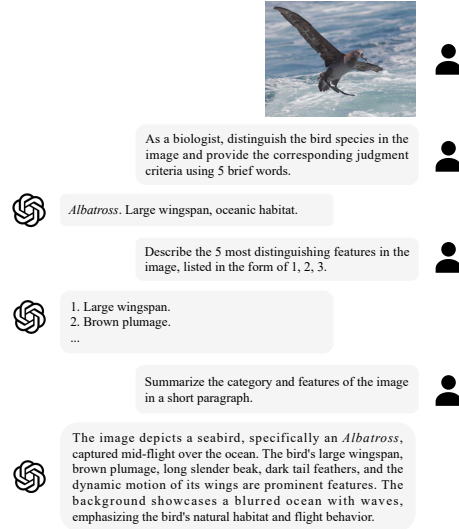 As a biologist, distinguish the bird species in the
image and provide the corresponding judgment
criteria using 5 brief words.
Albatross. Large wingspan, oceanic habitat.
Describe the 5 most distinguishing features in the
image, listed in the form of 1, 2, 3.
1. Large wingspan.
2. Brown plumage.
...
Summarize the category and features of the image
in a short paragraph.
The image depicts a seabird, specifically an Albatross,
captured mid-flight over the ocean. The bird's large wingspan,
brown plumage, long slender beak, dark tail feathers, and the
dynamic motion of its wings are prominent features. The
background showcases a blurred ocean with waves,
emphasizing the bird's natural habitat and flight behavior.